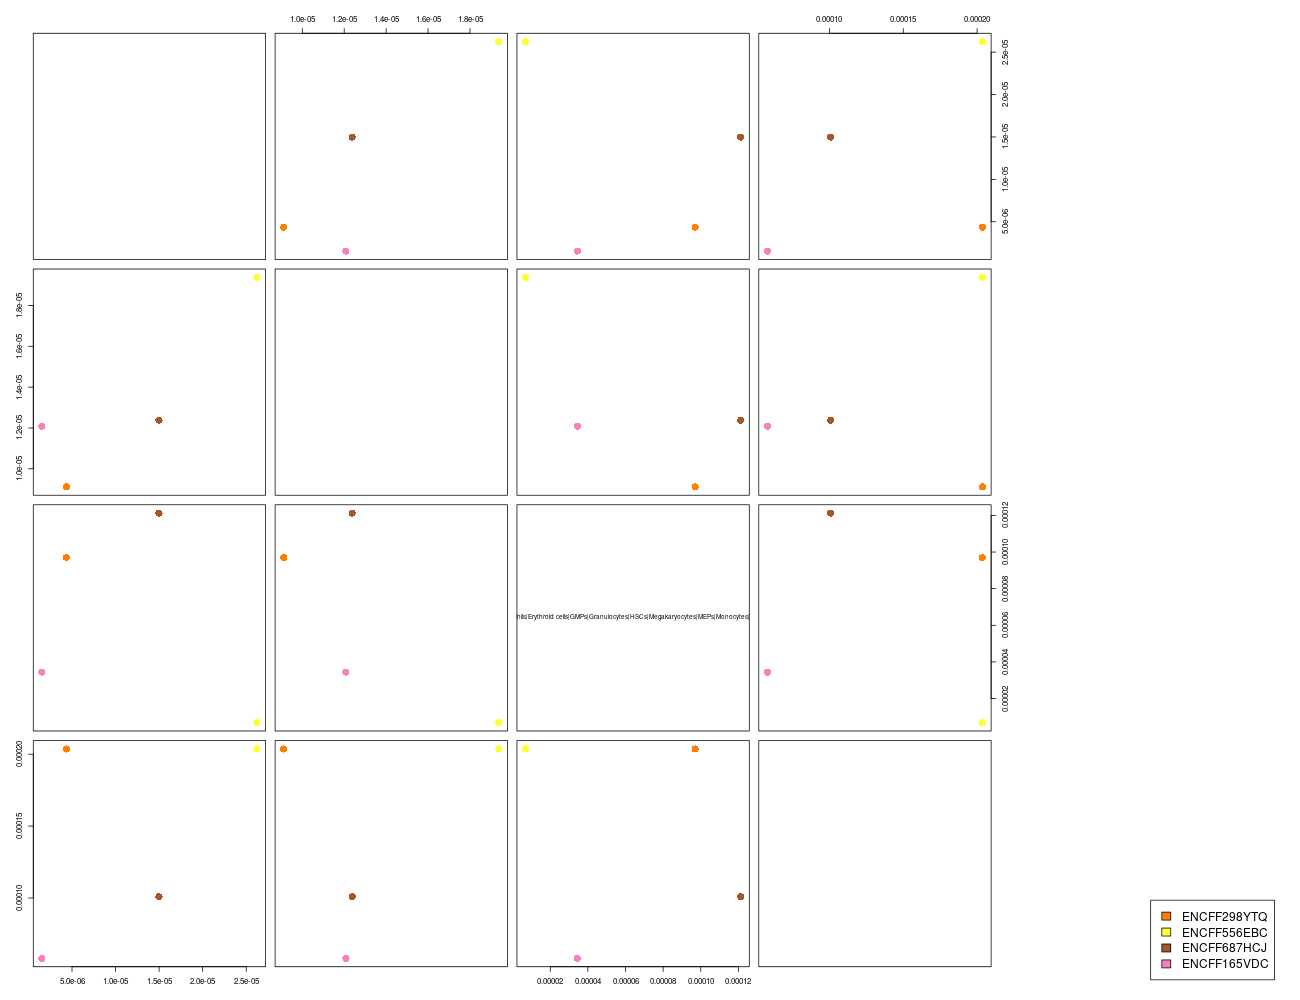 1.0e-05 1.2e-05 1.4e-05 1.6e-05 1.8e-05
0.00010 0.00015 0.00020
2.5e-05
2.0e-05
1.5e-05
1.0e-05
5.0e-06
1.8e-05
1.6e-05
1.4e-05
1.2e-05
1.0e-05
hils|Erythroid cells|GMPs|Granulocytes|HSCs|Megakaryocytes|MEPs|Monocytes|
0.00012
0.00010
0.00008
0.00006
0.00004
0.00002
0.00020
0.00015
0.00010
5.0e-06 1.0e-05 1.5e-05 2.0e-05 2.5e-05
0.00002 0.00004 0.00006 0.00008 0.00010 0.00012
ENCFF298YTQ
ENCFF556EBC
ENCFF687HCJ
ENCFF165VDC